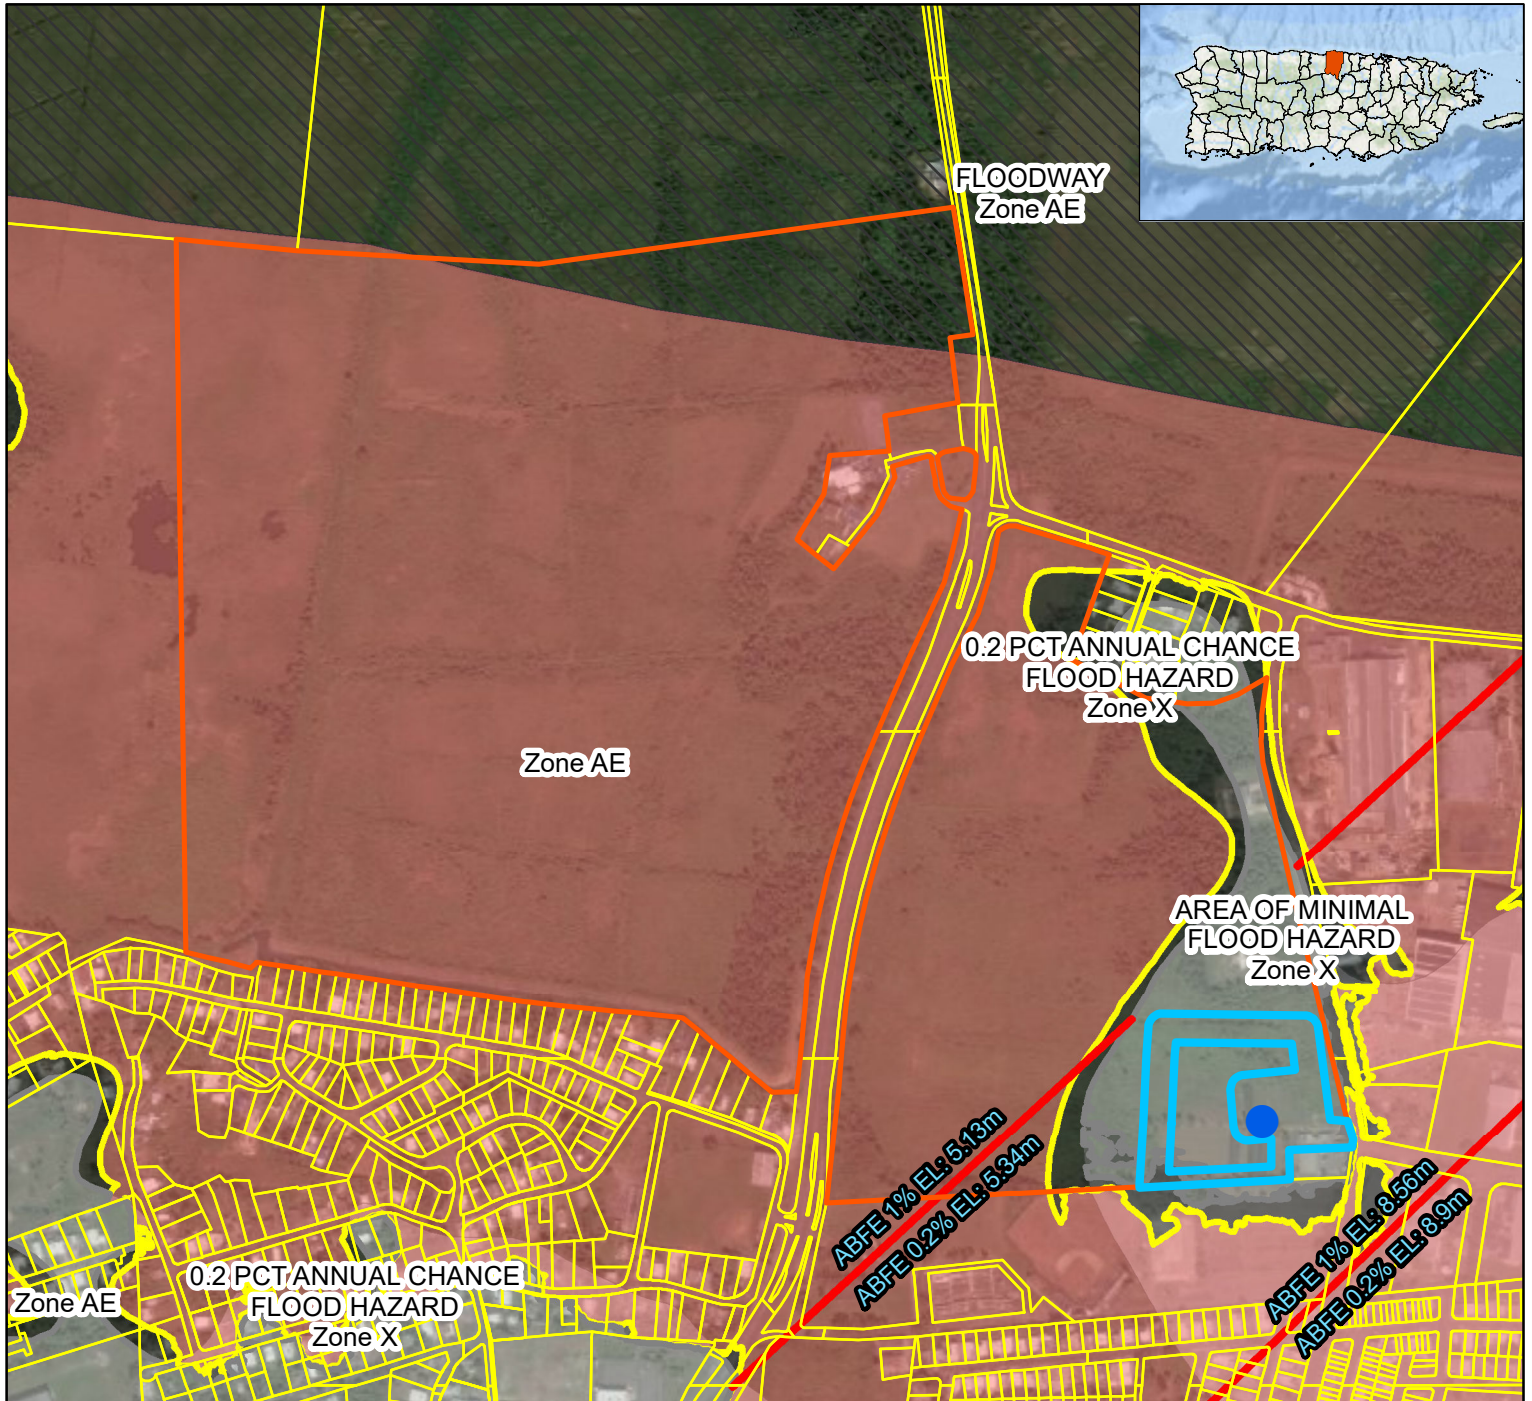 FLOODWAY
Zone AE
0.2 PCT ANNUAL CHANCE
FLOOD HAZARD
Zone X
Zone AE
AREA OF MINIMAL
FLOOD HAZARD
Zone X
ABFE 1% EL: 5.13m
ABFE 0.2% EL: 5.34m
ABFE 1% EL: 8.56m
ABFE 0.2% EL: 8.9m
0.2 PCT ANNUAL CHANCE
FLOOD HAZARD
Zone X
Zone AE